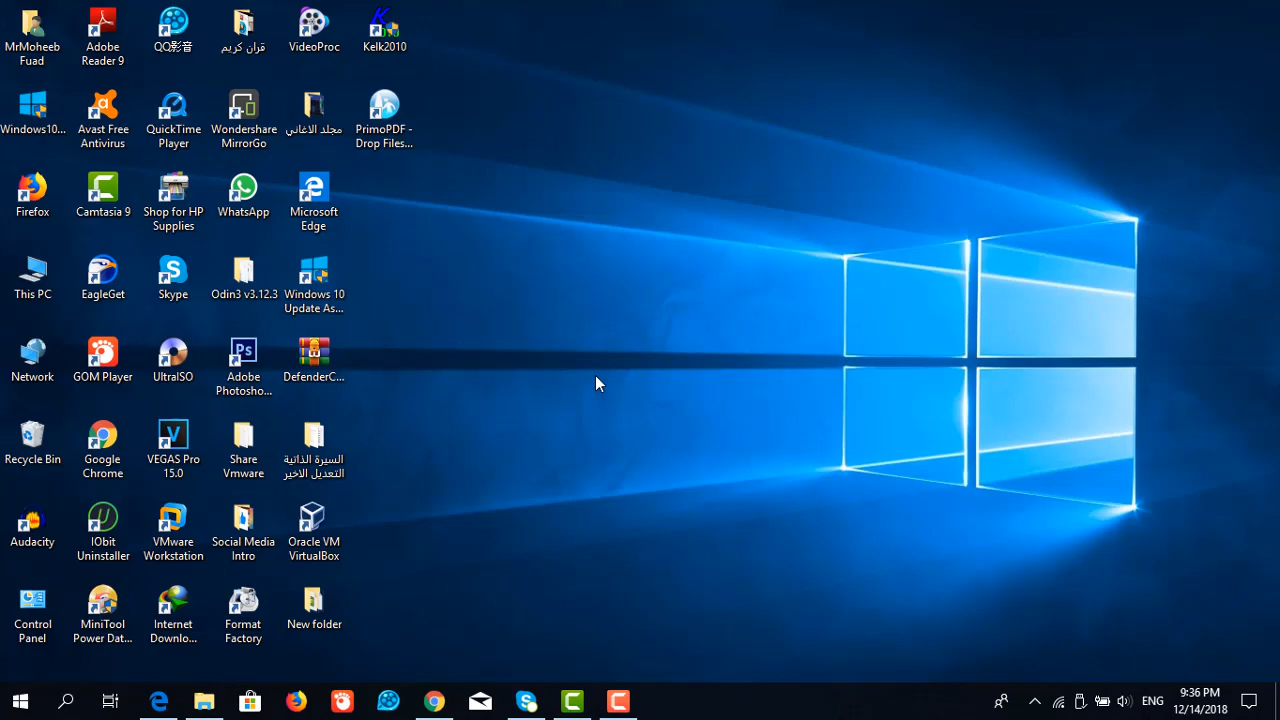 MrMoheeb
Fuad
Adobe
Reader 9
QQ影音
قران كريم
VideoProc
Kelk2010
Windows10...
Avast Free
Antivirus
QuickTime
Player
Wondershare
MirrorGo
مجلد الاغاني
PrimoPDF -
Drop Files...
Firefox
Camtasia 9
Shop for HP
Supplies
WhatsApp
Microsoft
Edge
This PC
EagleGet
Skype
Odin3 v3.12.3
Windows 10
Update As...
Network
GOM Player
UltraISO
Adobe
Photosho...
DefenderC...
Recycle Bin
Google
Chrome
VEGAS Pro
15.0
Share
Vmware
السيرة الذاتية
التعديل الاخير
Audacity
IObit
Uninstaller
VMware
Workstation
Social Media
Intro
Oracle VM
VirtualBox
Control
Panel
MiniTool
Power Dat...
Internet
Downlo...
Format
Factory
New folder
ENG
9:36 PM
12/14/2018